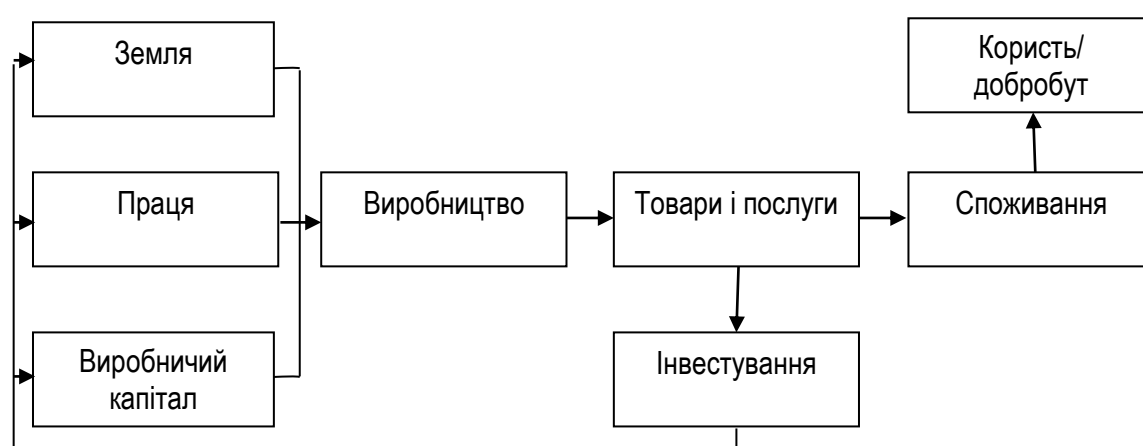 Земля
Користь/
добробут
Праця
Виробництво
Товари і послуги
Споживання
Виробничий
капітал
Інвестування